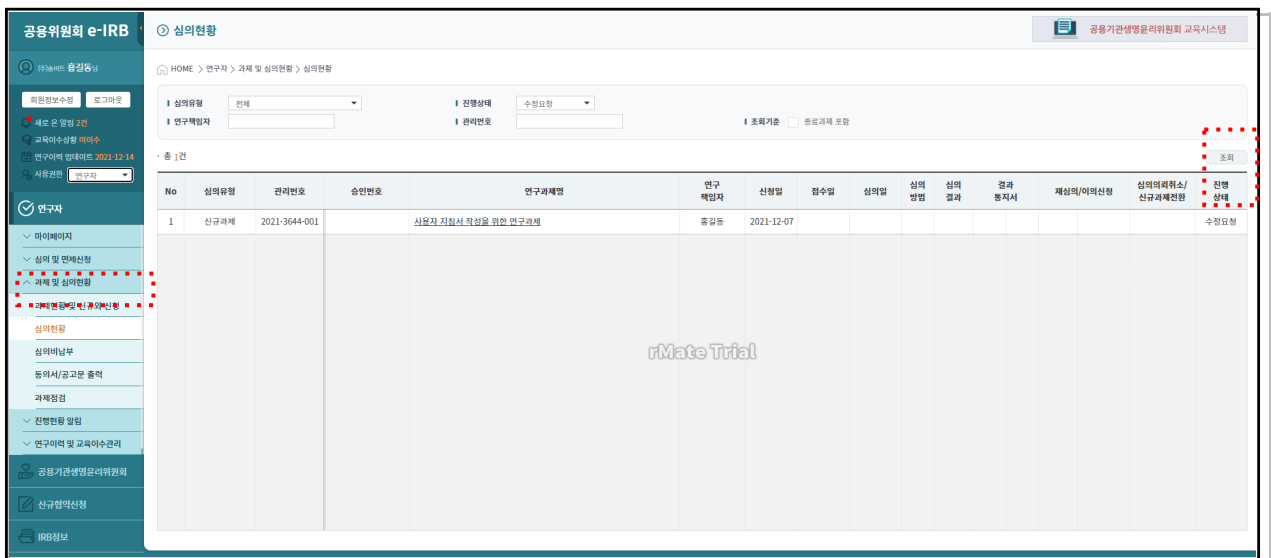 공용위원회 e-IRB
심의현황
공용기관생명윤리위원회 교육시스템
(주)송비트 홍길동님
HOME > 연구자 > 과제 및 심의현황 > 심의현황
회원정보수정 로그아웃
새로 온 알림 2건
교육이수상황 미이수
연구이력 업데이트 2021-12-14
사용권한 연구자
심의유형 전체 진행상태 수정요청
연구책임자 관리번호 조회기준 종료과제 포함
· 총 1건
조회
No 심의유형 관리번호 승인번호 연구과제명 연구책임자 신청일 접수일 심의일 심의방법 심의결과 결과통지서 재심의/이의신청 심의의뢰취소/신규과제전환 진행상태
1 신규과제 2021-3644-001 사용자 지침서 작성을 위한 연구과제 홍길동 2021-12-07 수정요청
연구자
마이페이지
심의 및 면제신청
과제 및 심의현황
과제현황 및 신규외 신청
심의현황
심의비납부
동의서/공고문 출력
과제점검
진행현황 알림
연구이력 및 교육이수관리
공용기관생명윤리위원회
신규협약신청
IRB정보
rMate Trial